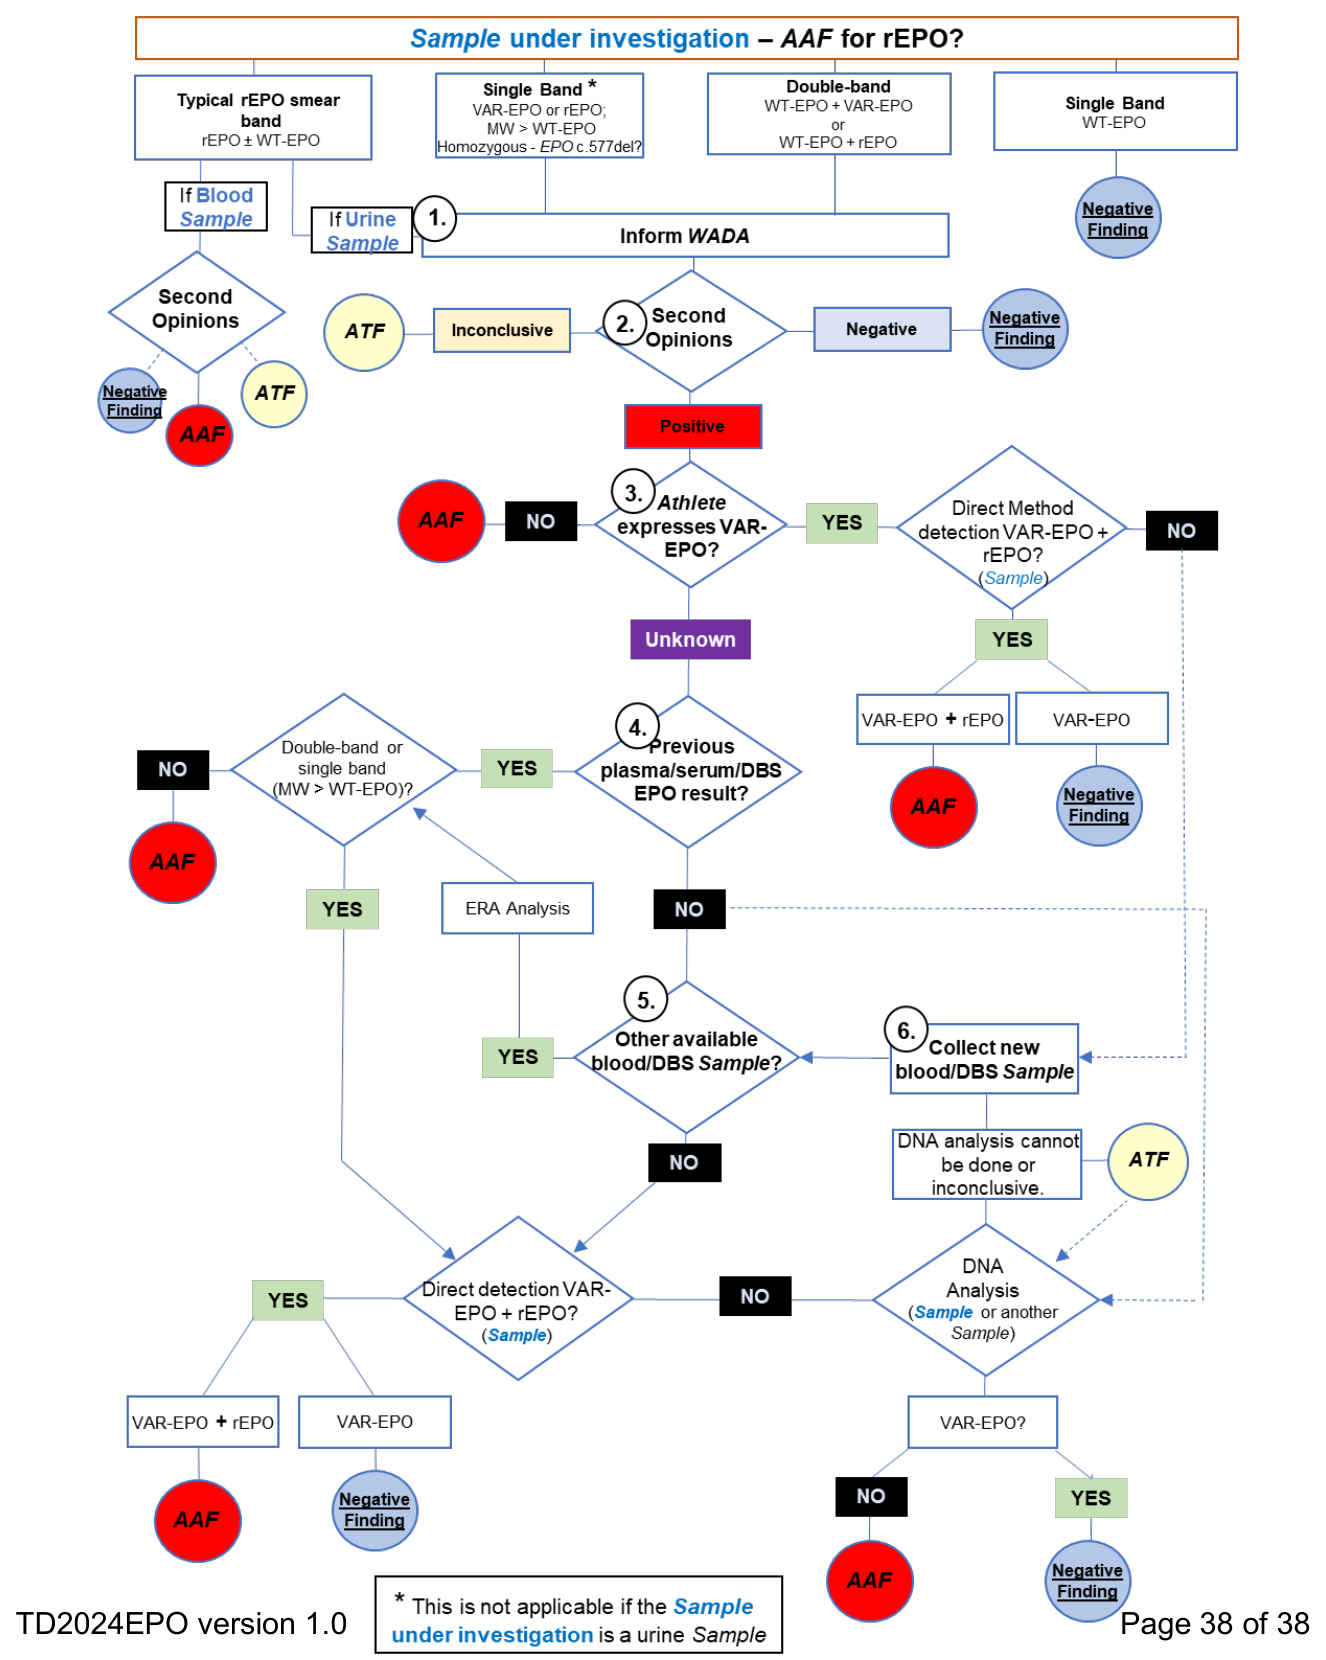 Sample under investigation – AAF for rEPO?
Typical rEPO smear
band
rEPO ± WT-EPO
Single Band *
VAR-EPO or rEPO;
MW > WT-EPO
Homozygous - EPO c.577del?
Double-band
WT-EPO + VAR-EPO
or
WT-EPO + rEPO
Single Band
WT-EPO
If Blood
Sample
If Urine
Sample
1.
Inform WADA
Negative
Finding
Second
Opinions
Negative
Finding
AAF
ATF
ATF
Inconclusive
2.
Second
Opinions
Negative
Negative
Finding
Positive
AAF
NO
3.
Athlete
expresses VAR-
EPO?
YES
Direct Method
detection VAR-EPO +
rEPO?
(Sample)
NO
Unknown
YES
VAR-EPO + rEPO
VAR-EPO
AAF
Negative
Finding
4.
Previous
plasma/serum/DBS
EPO result?
YES
Double-band or
single band
(MW > WT-EPO)?
NO
AAF
YES
ERA Analysis
NO
5.
Other available
blood/DBS Sample?
YES
6.
Collect new
blood/DBS Sample
NO
DNA analysis cannot
be done or
inconclusive.
ATF
Direct detection VAR-
EPO + rEPO?
(Sample)
YES
NO
DNA
Analysis
(Sample or another
Sample)
VAR-EPO + rEPO
VAR-EPO
AAF
Negative
Finding
VAR-EPO?
NO
YES
AAF
Negative
Finding
* This is not applicable if the Sample
under investigation is a urine Sample
TD2024EPO version 1.0
Page 38 of 38